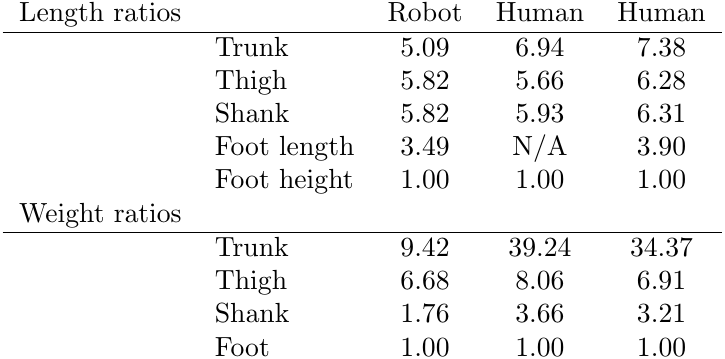 Length ratios Robot Human Human
Trunk 5.09 6.94 7.38
Thigh 5.82 5.66 6.28
Shank 5.82 5.93 6.31
Foot length 3.49 N/A 3.90
Foot height 1.00 1.00 1.00
Weight ratios
Trunk 9.42 39.24 34.37
Thigh 6.68 8.06 6.91
Shank 1.76 3.66 3.21
Foot 1.00 1.00 1.00